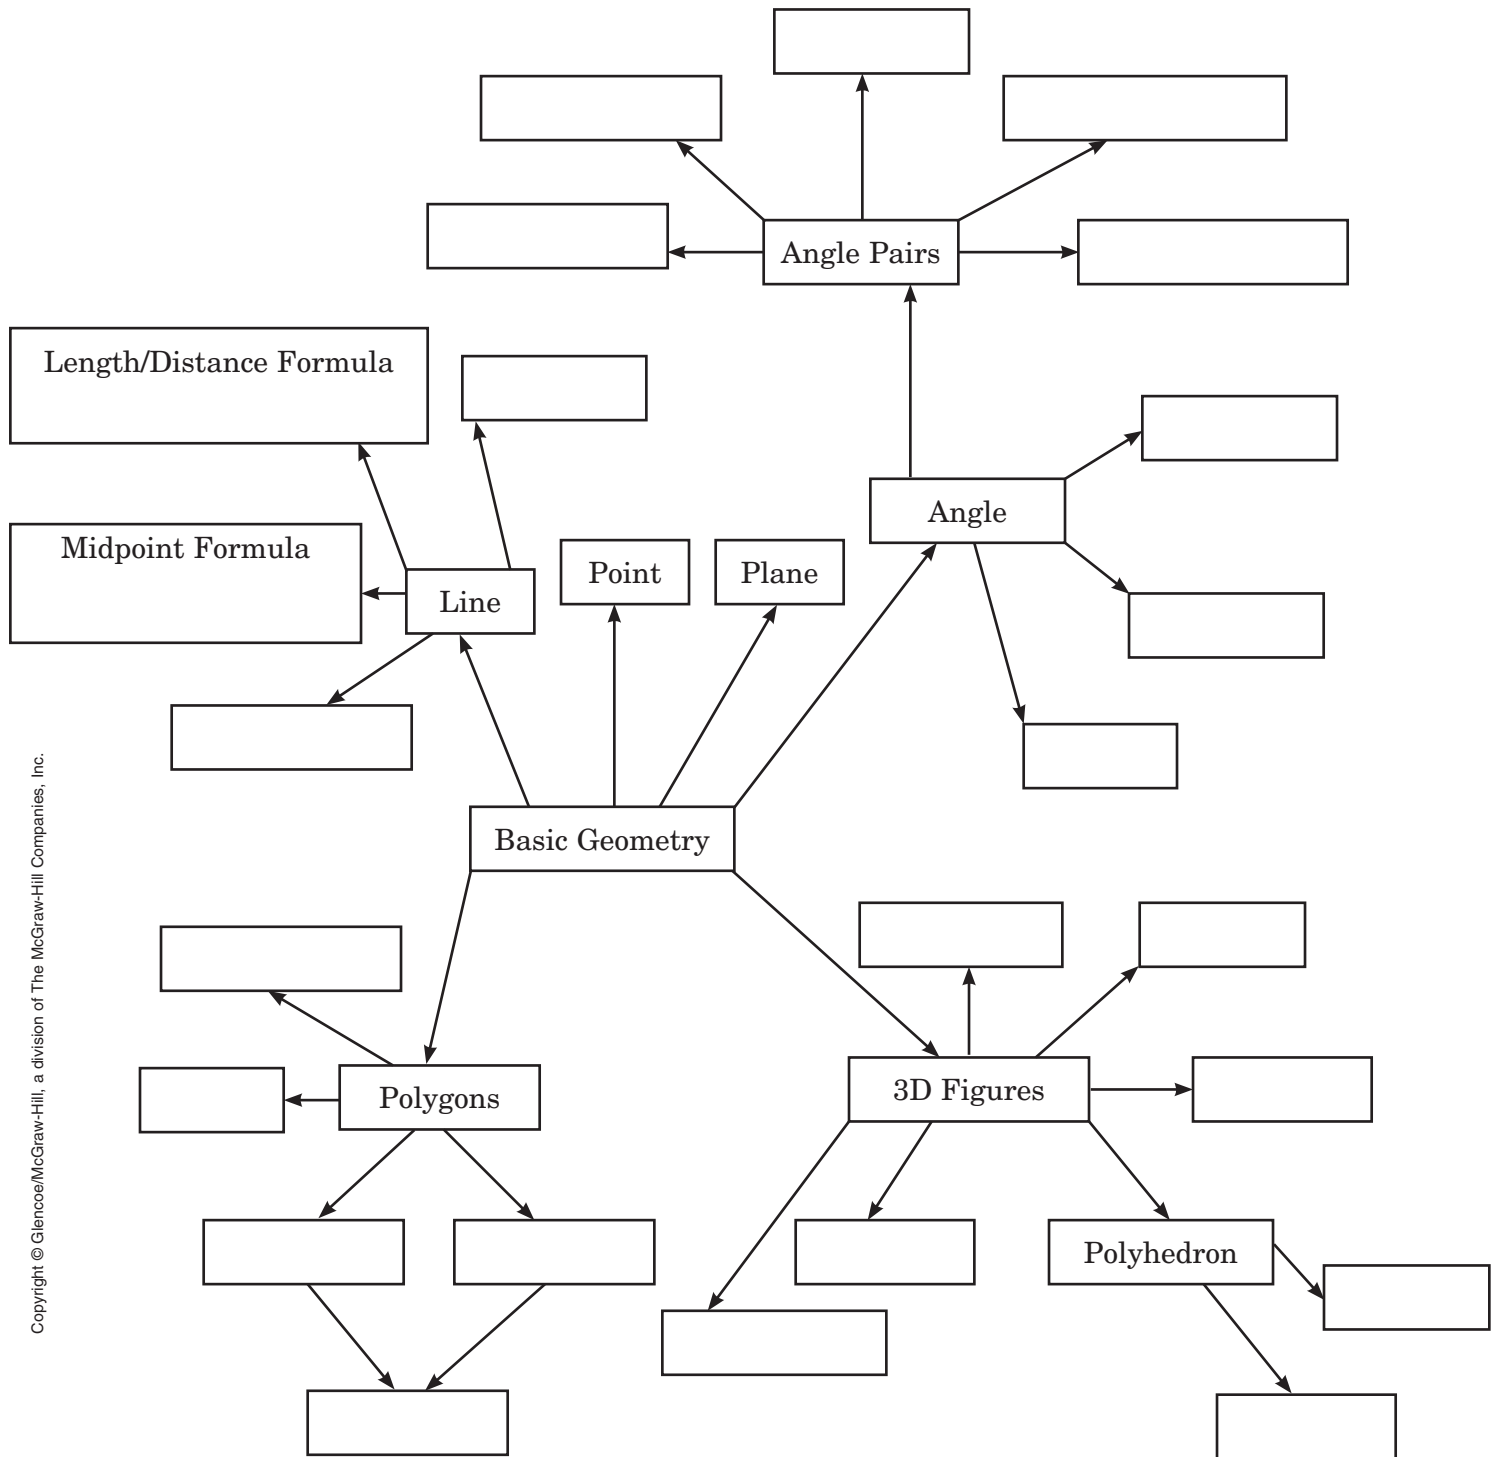 Angle Pairs
Length/Distance Formula
Angle
Midpoint Formula
Point
Plane
Line
Basic Geometry
3D Figures
Polygons
Polyhedron
Copyright © Glencoe/McGraw-Hill, a division of The McGraw-Hill Companies, Inc.